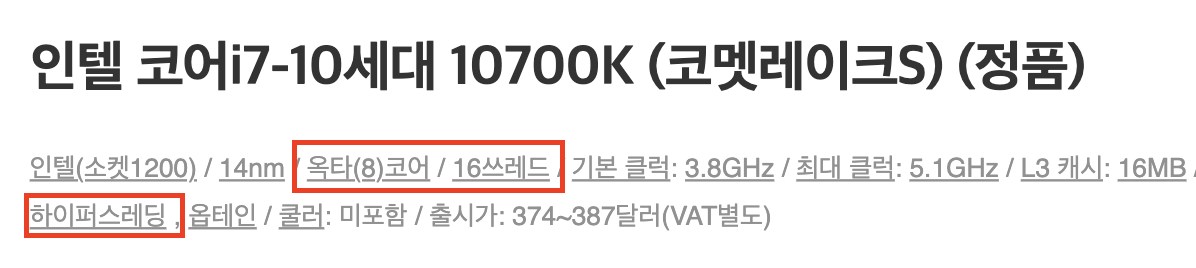 인텔 코어i7-10세대 10700K (코멧레이크S) (정품)
인텔(소켓1200) / 14nm / 옥타(8)코어 / 16쓰레드 / 기본 클럭: 3.8GHz / 최대 클럭: 5.1GHz / L3 캐시: 16MB /
하이퍼스레딩 , 옵테인 / 쿨러: 미포함 / 출시가: 374~387달러(VAT별도)